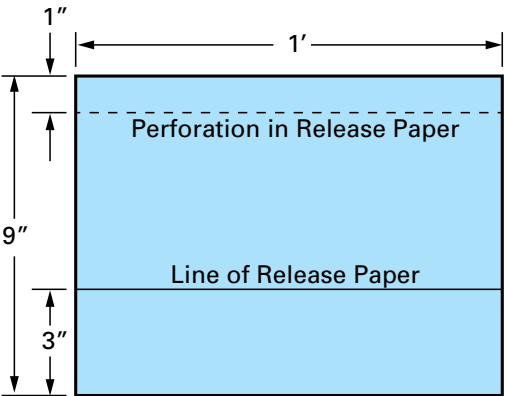 1″
1′
Perforation in Release Paper
9″
Line of Release Paper
3″